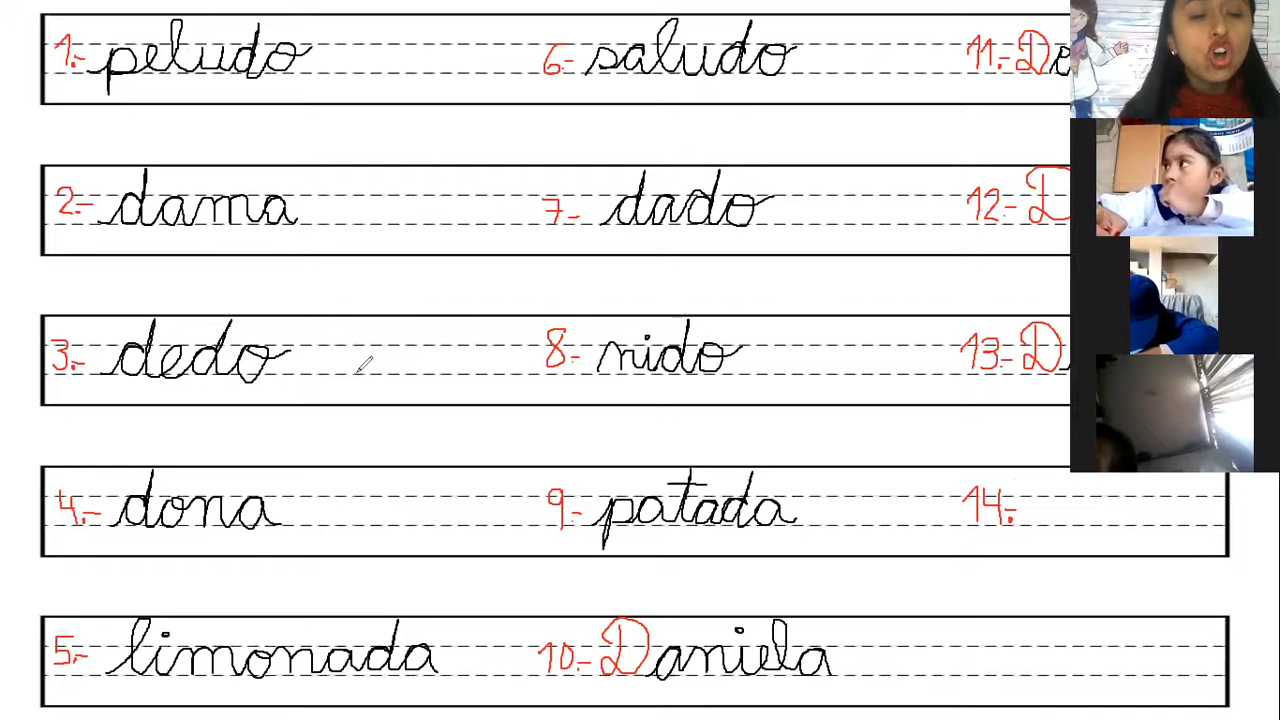 1.- peludo
2.- dama
3.- dedo
4.- dona
5.- limonada
6.- saludo
7.- dado
8.- nido
9.- patada
10.- Daniela
11.- D
12.- D
13.- D
14.-